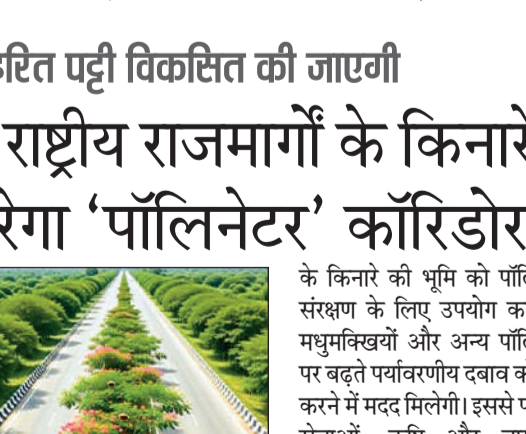 हरित पट्टी विकसित की जाएगी
राष्ट्रीय राजमार्गों के किनारे
रेगा ‘पॉलिनेटर’ कॉरिडोर
के किनारे की भूमि को पॉलि
संरक्षण के लिए उपयोग क
मधुमक्खियों और अन्य पॉलि
पर बढ़ते पर्यावरणीय दबाव को
करने में मदद मिलेगी। इससे प